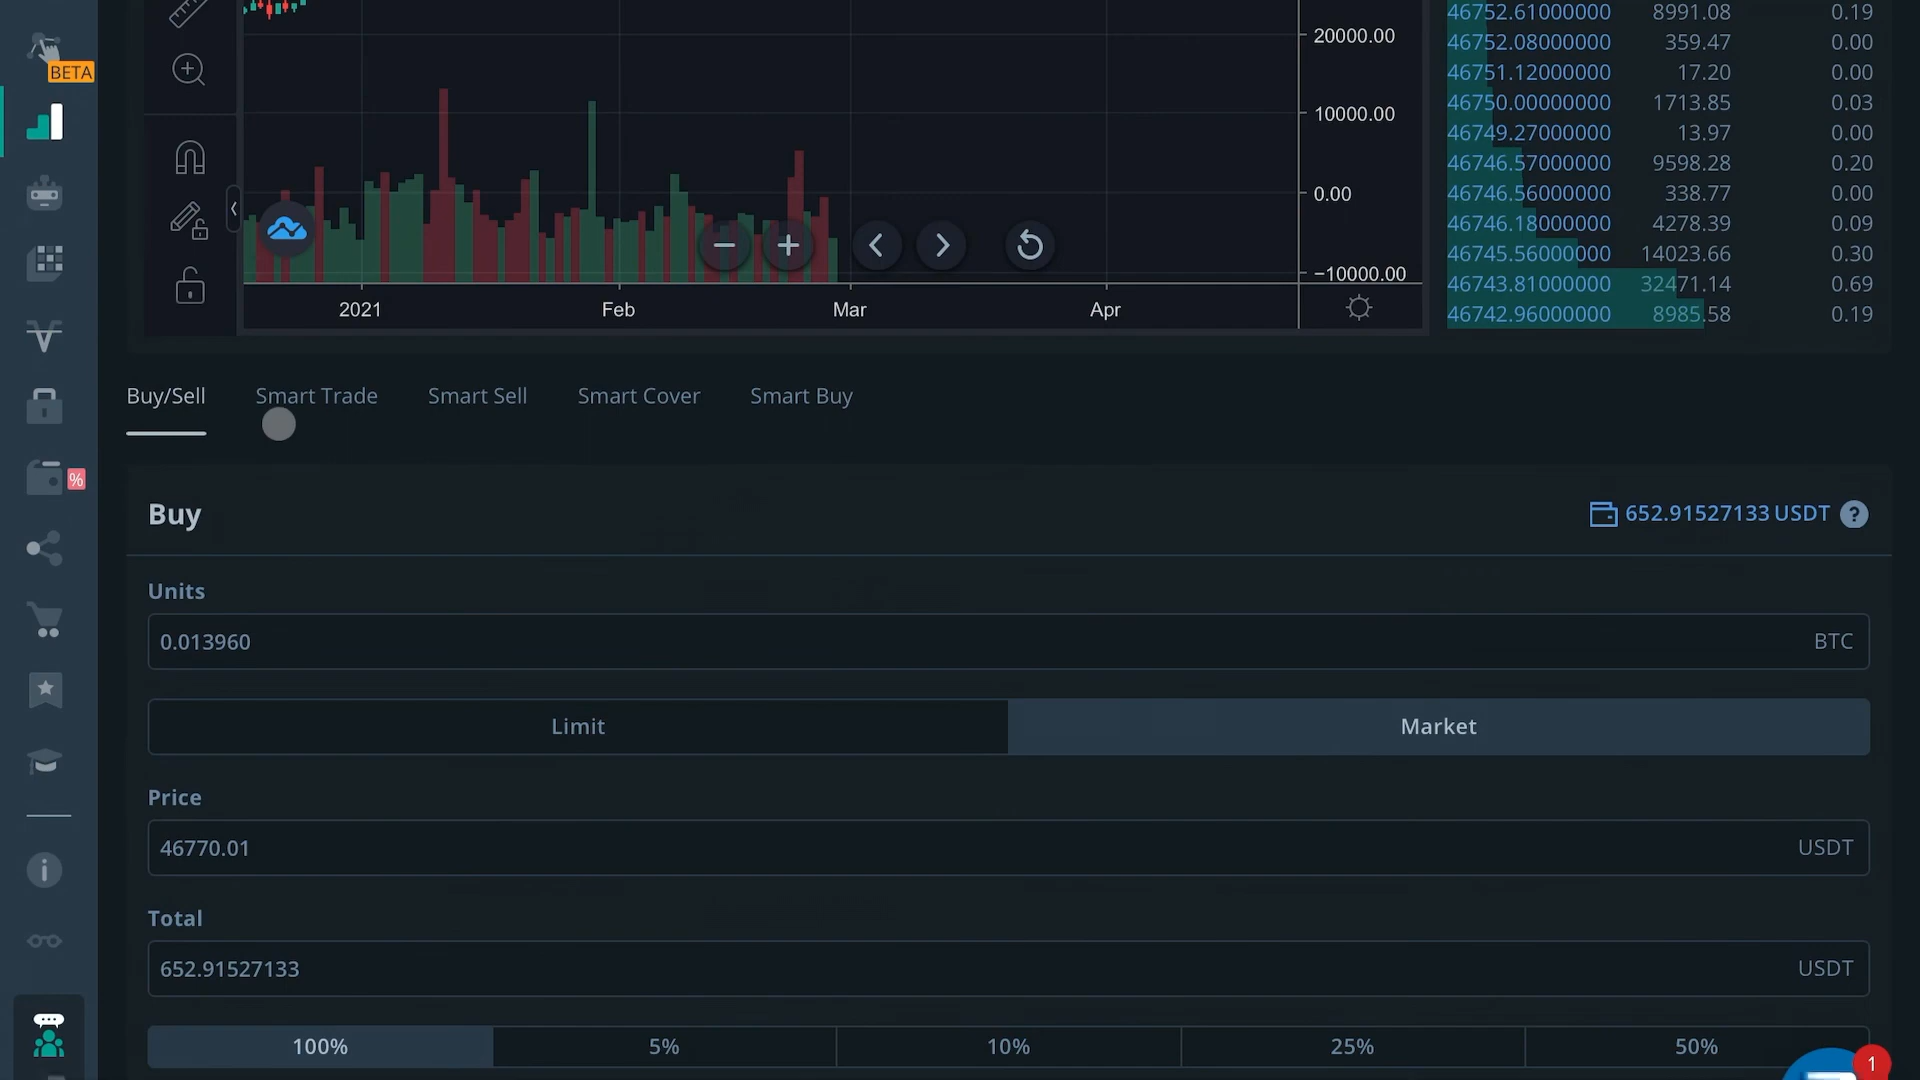 BETA
20000.00
10000.00
0.00
−10000.00
2021 Feb Mar Apr
46752.61000000 8991.08 0.19
46752.08000000 359.47 0.00
46751.12000000 17.20 0.00
46750.00000000 1713.85 0.03
46749.27000000 13.97 0.00
46746.57000000 9598.28 0.20
46746.56000000 338.77 0.00
46746.18000000 4278.39 0.09
46745.56000000 14023.66 0.30
46743.81000000 32471.14 0.69
46742.96000000 8985.58 0.19
Buy/Sell Smart Trade Smart Sell Smart Cover Smart Buy
%
Buy 652.91527133 USDT ?
Units
0.013960 BTC
Limit Market
Price
46770.01 USDT
Total
652.91527133 USDT
100% 5% 10% 25% 50%
1